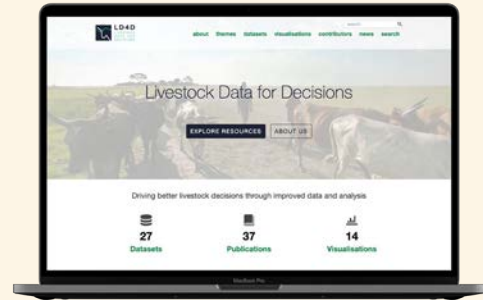 search
LD4D
about themes datasets visualisations contributors news search
Livestock Data for Decisions
EXPLORE RESOURCES
ABOUT US
Driving better livestock decisions through improved data and analysis
27
37
14
Datasets
Publications
Visualisations
MacBook Pro